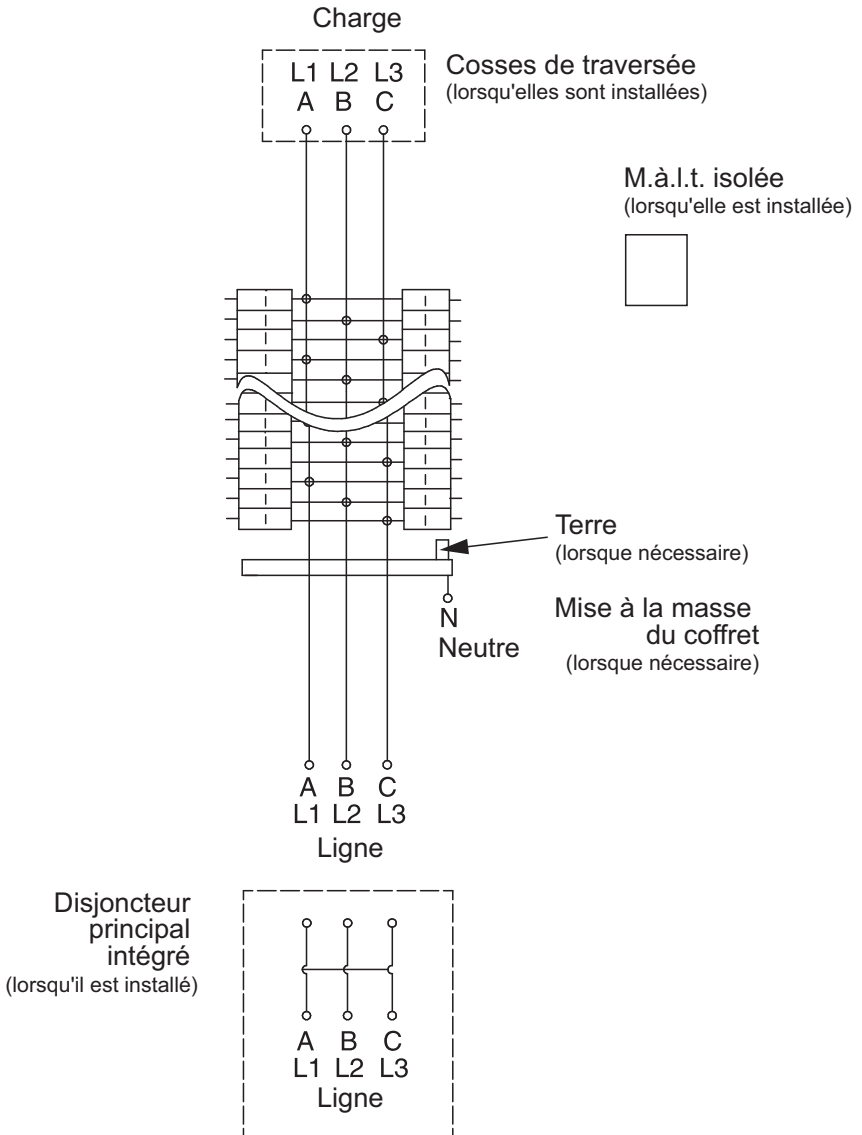 Charge
L1 L2 L3
A B C
Cosses de traversée
(lorsqu'elles sont installées)
M.à.l.t. isolée
(lorsqu'elle est installée)
Terre
(lorsque nécessaire)
N
Neutre
Mise à la masse
du coffret
(lorsque nécessaire)
A B C
L1 L2 L3
Ligne
Disjoncteur
principal
intégré
(lorsqu'il est installé)
A B C
L1 L2 L3
Ligne